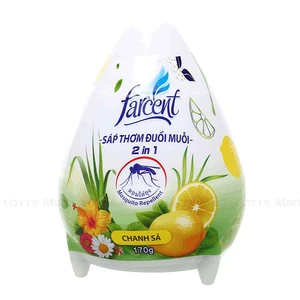 farcent
-SÁP THƠM ĐUỔI MUỖI-
2 in 1
Mosquito Repellent
CHANH SẢ
170g
LOTTE Mart